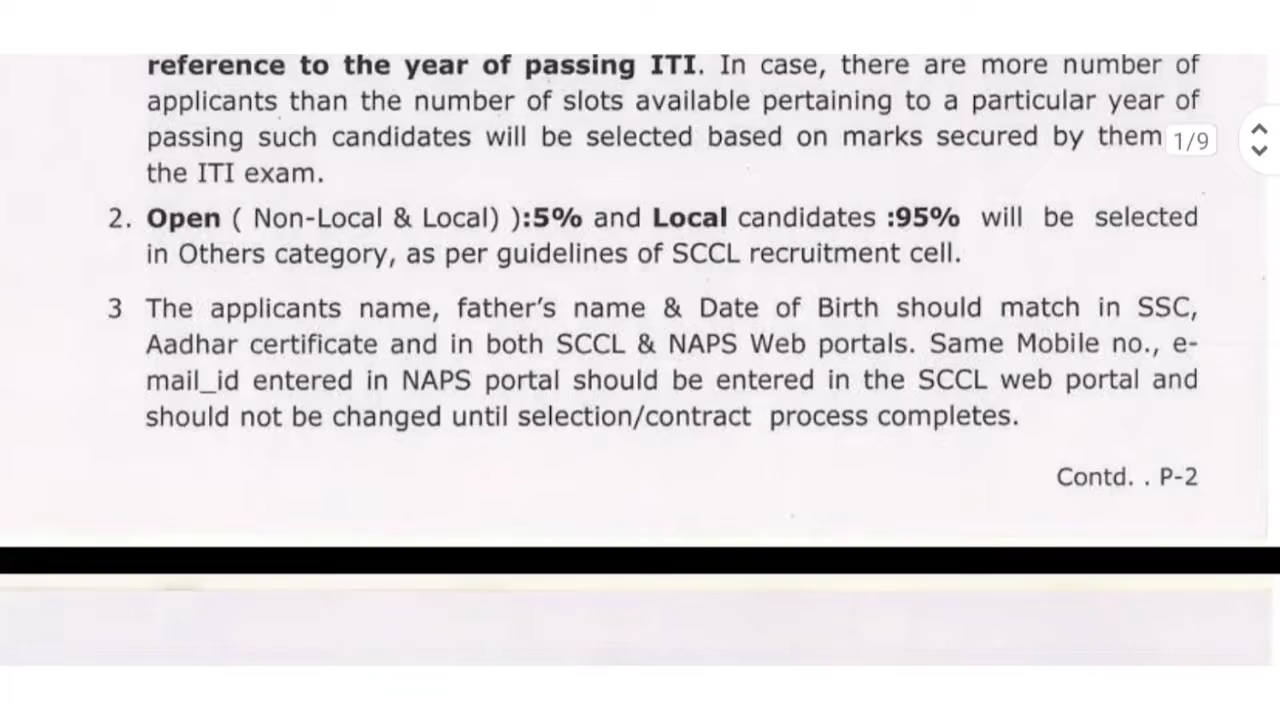 reference to the year of passing ITI. In case, there are more number of
applicants than the number of slots available pertaining to a particular year of
passing such candidates will be selected based on marks secured by them
1/9
the ITI exam.
2. Open ( Non-Local & Local) ):5% and Local candidates :95% will be selected
in Others category, as per guidelines of SCCL recruitment cell.
3 The applicants name, father's name & Date of Birth should match in SSC,
Aadhar certificate and in both SCCL & NAPS Web portals. Same Mobile no., e-
mail_id entered in NAPS portal should be entered in the SCCL web portal and
should not be changed until selection/contract process completes.
Contd. . P-2